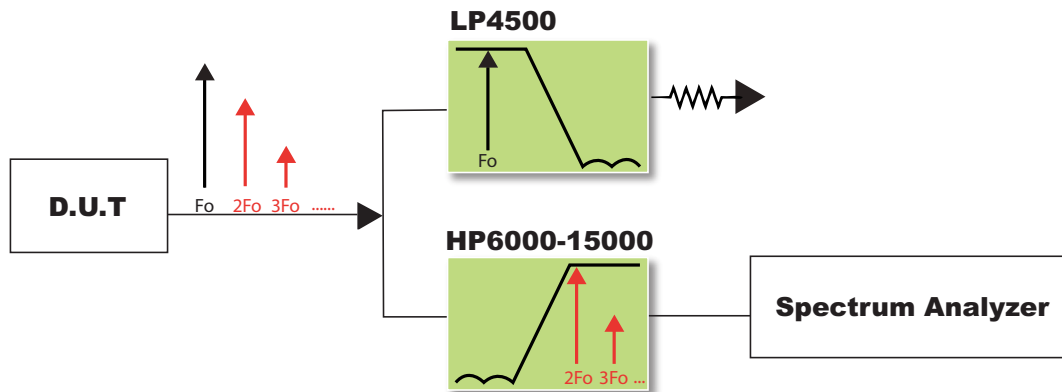 LP4500
Fo
D.U.T
Fo 2Fo 3Fo ......
HP6000-15000
2Fo 3Fo ...
Spectrum Analyzer